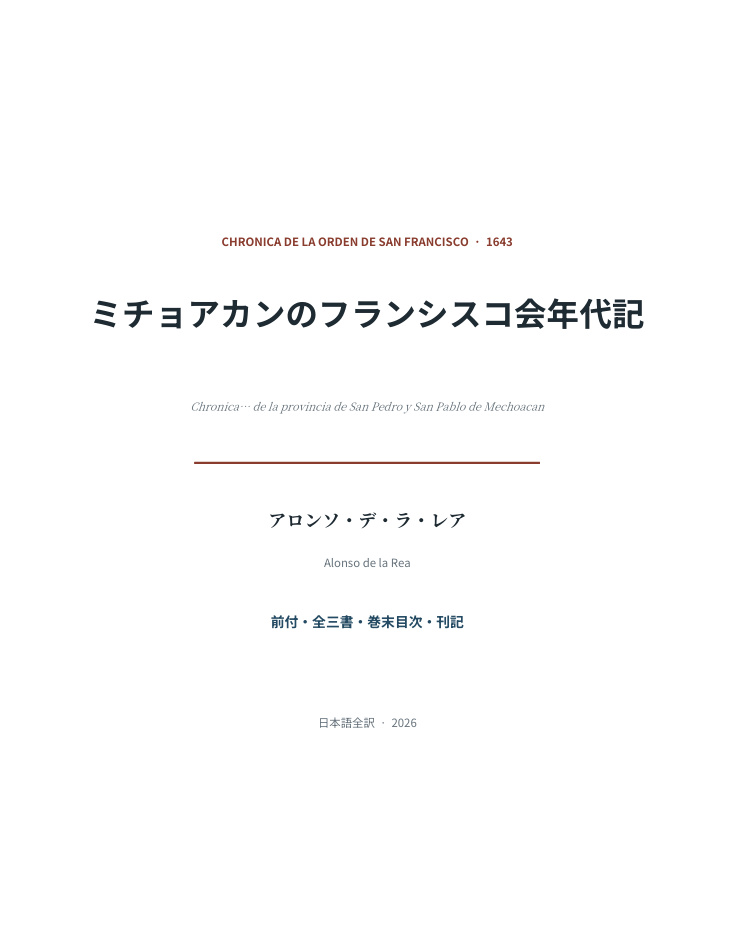 CHRONICA DE LA ORDEN DE SAN FRANCISCO · 1643
ミチョアカンのフランシスコ会年代記
Chronica… de la provincia de San Pedro y San Pablo de Mechoacan
アロンソ・デ・ラ・レア
Alonso de la Rea
前付・全三書・巻末目次・刊記
日本語全訳 · 2026